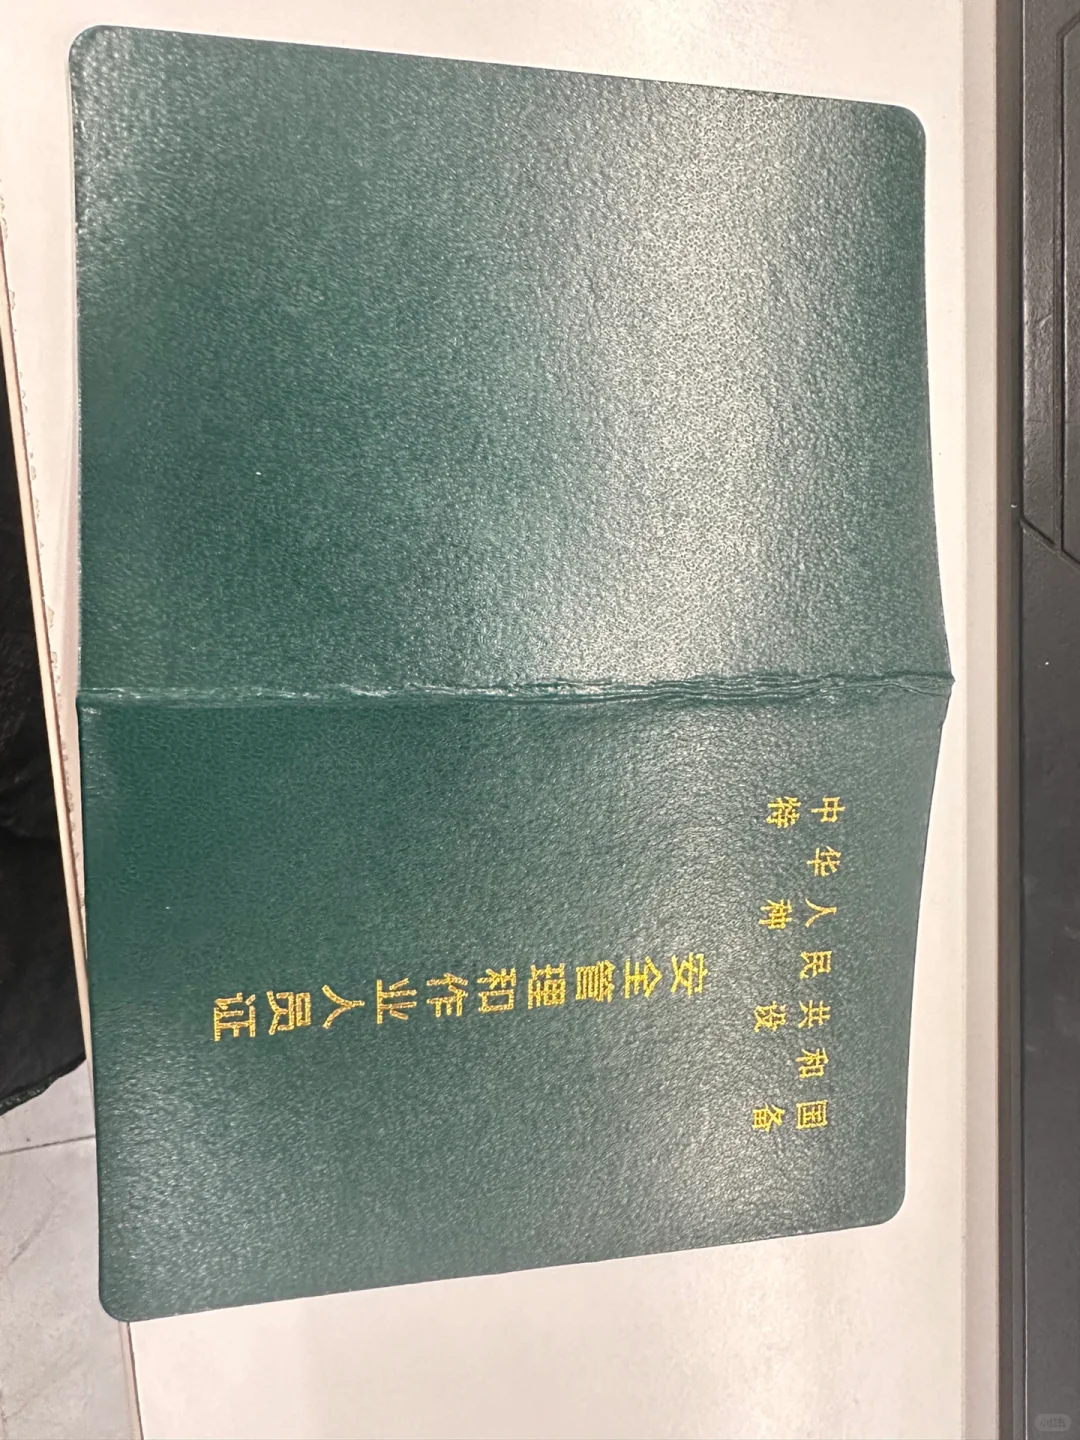 中华人民共和国
特种设备
安全管理和作业人员证